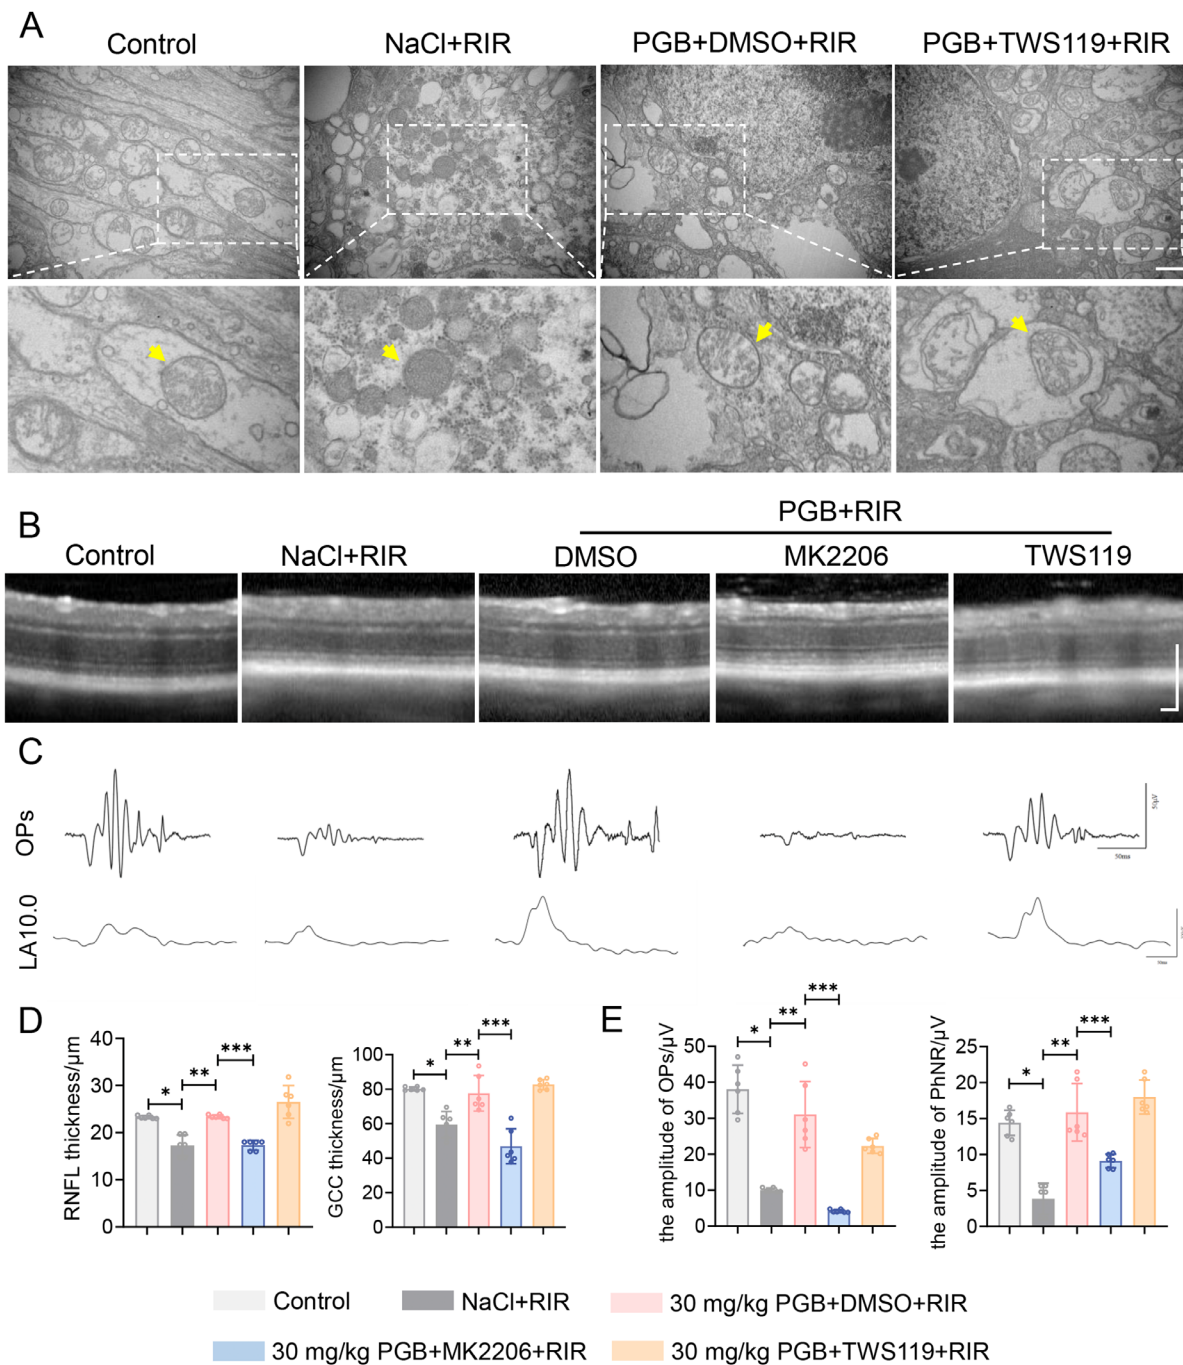 A
Control NaCl+RIR PGB+DMSO+RIR PGB+TWS119+RIR
B
PGB+RIR
Control NaCl+RIR DMSO MK2206 TWS119
C
OPs
50μV
50ms
LA10.0
50ms
D
RNFL thickness/μm
40
30
20
10
0
* ** ***
GCC thickness/μm
100
80
60
40
20
0
* ** ***
E
the amplitude of OPs/μV
50
40
30
20
10
0
* ** ***
the amplitude of PhNR/μV
25
20
15
10
5
0
* ** ***
Control NaCl+RIR 30 mg/kg PGB+DMSO+RIR
30 mg/kg PGB+MK2206+RIR 30 mg/kg PGB+TWS119+RIR